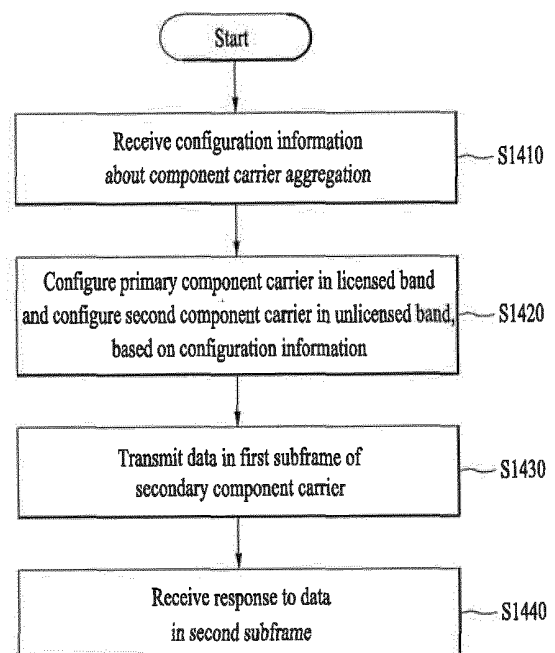 Start
Receive configuration information
about component carrier aggregation
S1410
Configure primary component carrier in licensed band
and configure second component carrier in unlicensed band,
based on configuration information
S1420
Transmit data in first subframe of
secondary component carrier
S1430
Receive response to data
in second subframe
S1440